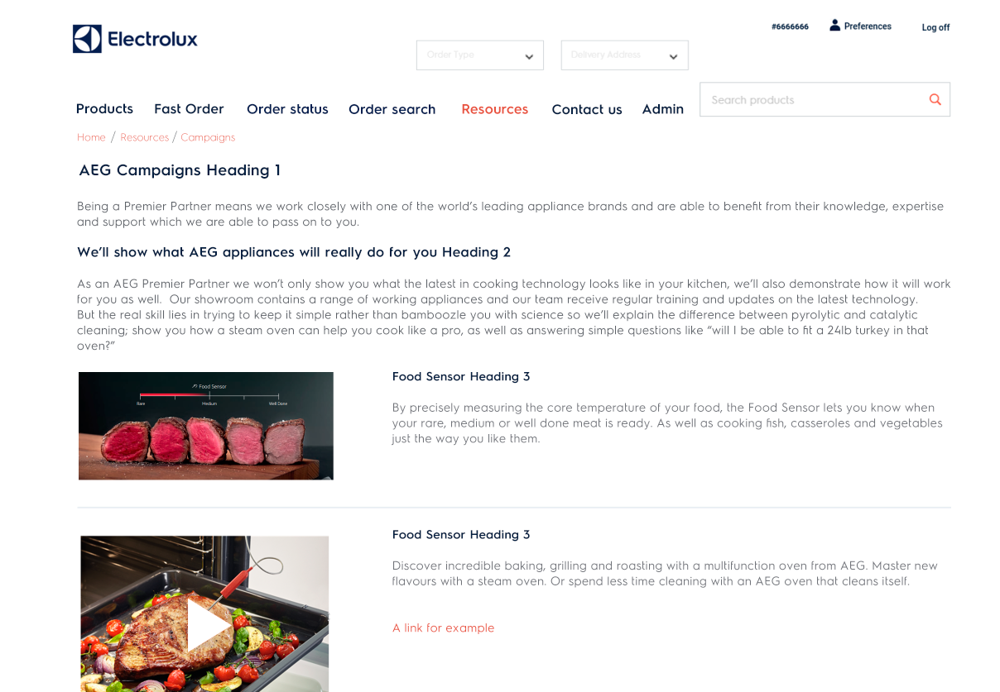 Electrolux
#6666666
Preferences
Log off
Order Type
Delivery Address
Products
Fast Order
Order status
Order search
Resources
Contact us
Admin
Search products
Home / Resources / Campaigns
AEG Campaigns Heading 1
Being a Premier Partner means we work closely with one of the world’s leading appliance brands and are able to benefit from their knowledge, expertise
and support which we are able to pass on to you.
We’ll show what AEG appliances will really do for you Heading 2
As an AEG Premier Partner we won’t only show you what the latest in cooking technology looks like in your kitchen, we’ll also demonstrate how it will work
for you as well. Our showroom contains a range of working appliances and our team receive regular training and updates on the latest technology.
But the real skill lies in trying to keep it simple rather than bamboozle you with science so we’ll explain the difference between pyrolytic and catalytic
cleaning; show you how a steam oven can help you cook like a pro, as well as answering simple questions like “will I be able to fit a 24lb turkey in that
oven?”
Food Sensor
Rare
Medium
Well Done
Food Sensor Heading 3
By precisely measuring the core temperature of your food, the Food Sensor lets you know when
your rare, medium or well done meat is ready. As well as cooking fish, casseroles and vegetables
just the way you like them.
Food Sensor Heading 3
Discover incredible baking, grilling and roasting with a multifunction oven from AEG. Master new
flavours with a steam oven. Or spend less time cleaning with an AEG oven that cleans itself.
A link for example